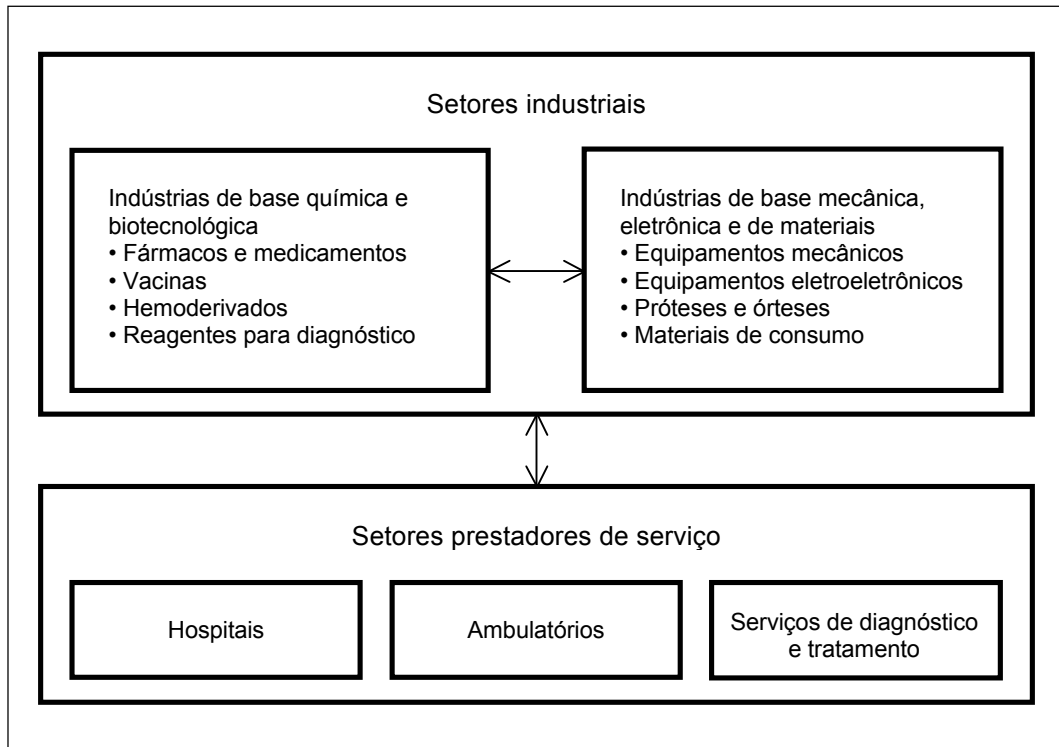 Setores industriais
Indústrias de base química e
biotecnológica
• Fármacos e medicamentos
• Vacinas
• Hemoderivados
• Reagentes para diagnóstico
Indústrias de base mecânica,
eletrônica e de materiais
• Equipamentos mecânicos
• Equipamentos eletroeletrônicos
• Próteses e órteses
• Materiais de consumo
Setores prestadores de serviço
Hospitais
Ambulatórios
Serviços de diagnóstico
e tratamento